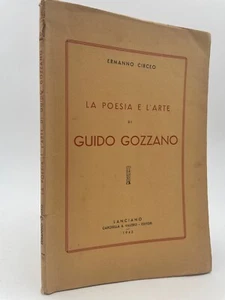 ERMANNO CIRCEO
LA POESIA E L'ARTE
DI
GUIDO GOZZANO
LANCIANO